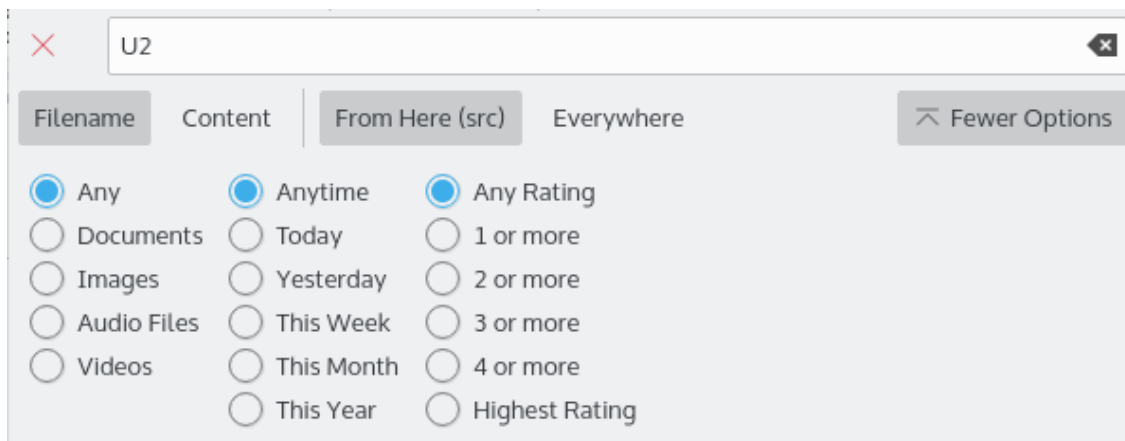 U2
Filename Content From Here (src) Everywhere Fewer Options
Any Anytime Any Rating
Documents Today 1 or more
Images Yesterday 2 or more
Audio Files This Week 3 or more
Videos This Month 4 or more
This Year Highest Rating